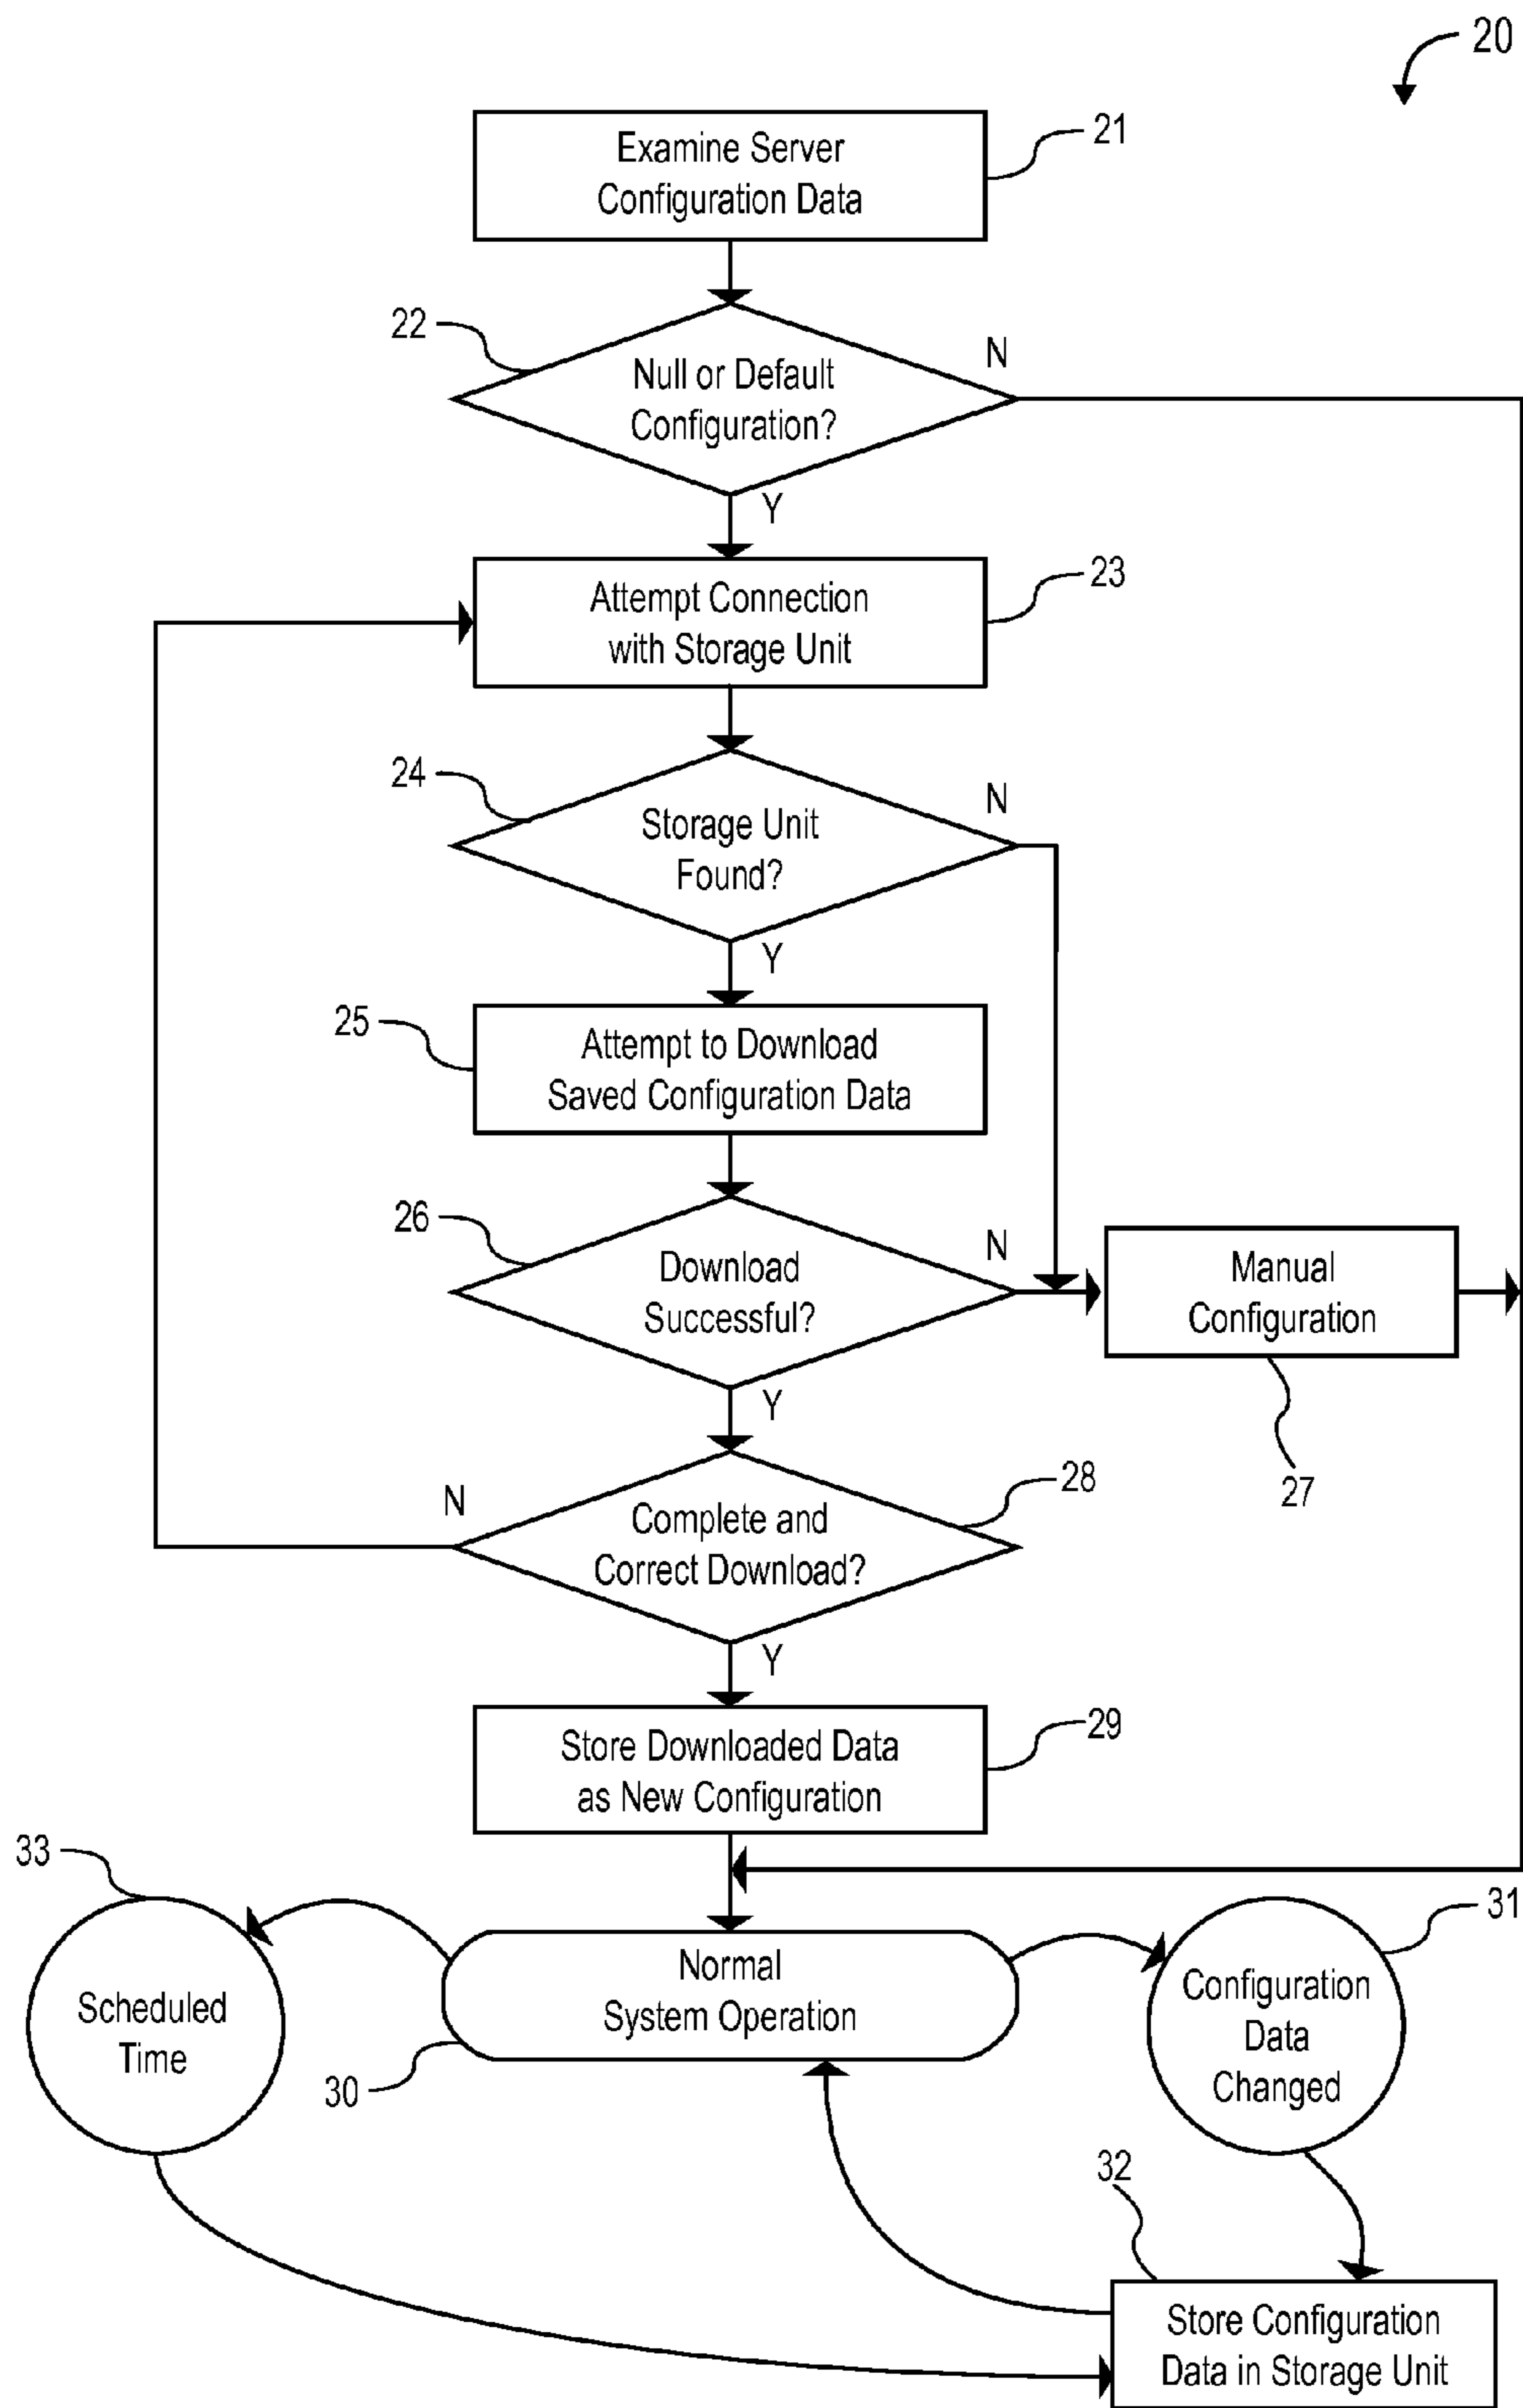 20
Examine Server
Configuration Data
21
22
Null or Default
Configuration?
N
Y
Attempt Connection
with Storage Unit
23
24
Storage Unit
Found?
N
Y
25
Attempt to Download
Saved Configuration Data
26
Download
Successful?
N
Manual
Configuration
27
Y
N
Complete and
Correct Download?
28
Y
Store Downloaded Data
as New Configuration
29
33
Scheduled
Time
Normal
System Operation
30
31
Configuration
Data
Changed
32
Store Configuration
Data in Storage Unit